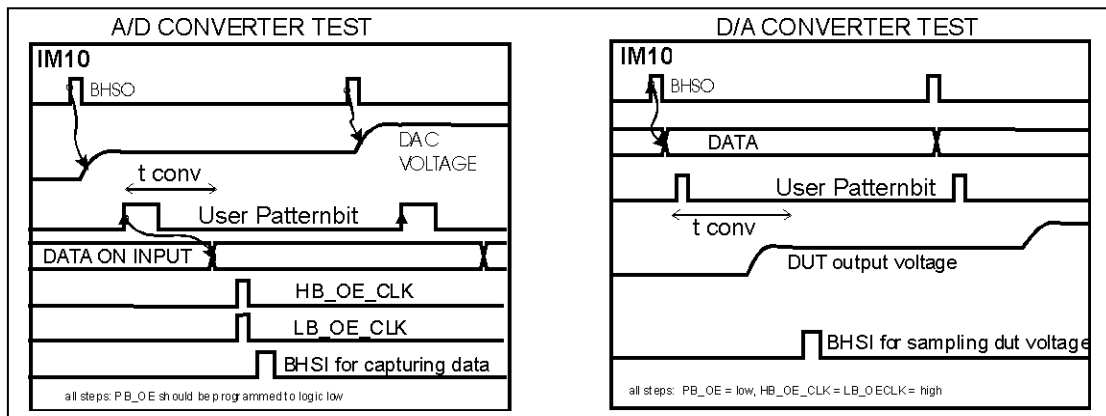 A/D CONVERTER TEST
IM10
BHSO
DAC
VOLTAGE
t conv
User Patternbit
DATA ON INPUT
HB_OE_CLK
LB_OE_CLK
BHSI for capturing data
all steps: PB_OE should be programmed to logic low
D/A CONVERTER TEST
IM10
BHSO
DATA
User Patternbit
t conv
DUT output voltage
BHSI for sampling dut voltage
all steps: PB_OE = low, HB_OE_CLK = LB_OECLK = high